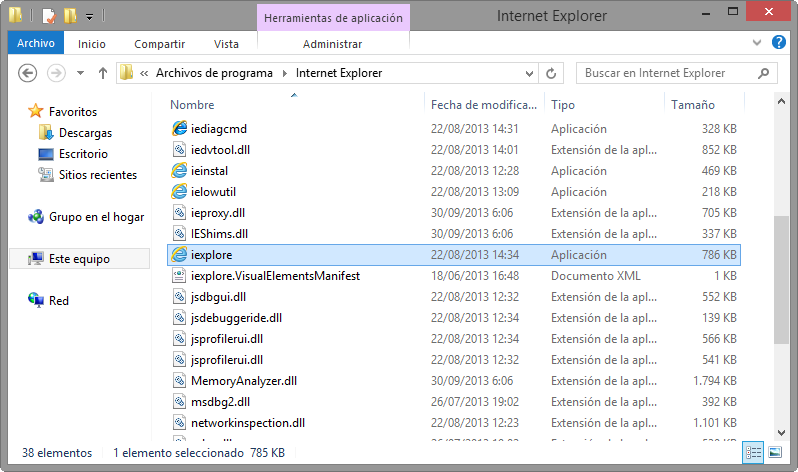 Herramientas de aplicación
Internet Explorer
Archivo Inicio Compartir Vista Administrar
« Archivos de programa Internet Explorer
Buscar en Internet Explorer
Favoritos
Descargas
Escritorio
Sitios recientes
Grupo en el hogar
Este equipo
Red
Nombre Fecha de modifica... Tipo Tamaño
iediagcmd 22/08/2013 14:31 Aplicación 328 KB
iedvtool.dll 22/08/2013 14:01 Extensión de la apl... 852 KB
ieinstal 22/08/2013 12:28 Aplicación 469 KB
ielowutil 22/08/2013 13:09 Aplicación 218 KB
ieproxy.dll 30/09/2013 6:06 Extensión de la apl... 705 KB
IEShims.dll 30/09/2013 6:06 Extensión de la apl... 337 KB
iexplore 22/08/2013 14:34 Aplicación 786 KB
iexplore.VisualElementsManifest 18/06/2013 16:48 Documento XML 1 KB
jsdbgui.dll 22/08/2013 12:32 Extensión de la apl... 552 KB
jsdebuggeride.dll 22/08/2013 12:34 Extensión de la apl... 139 KB
jsprofilerui.dll 22/08/2013 12:34 Extensión de la apl... 566 KB
jsprofilerui.dll 22/08/2013 12:32 Extensión de la apl... 541 KB
MemoryAnalyzer.dll 30/09/2013 6:06 Extensión de la apl... 1.794 KB
msdbg2.dll 26/07/2013 19:02 Extensión de la apl... 392 KB
networkinspection.dll 22/08/2013 12:23 Extensión de la apl... 1.101 KB
38 elementos 1 elemento seleccionado 785 KB